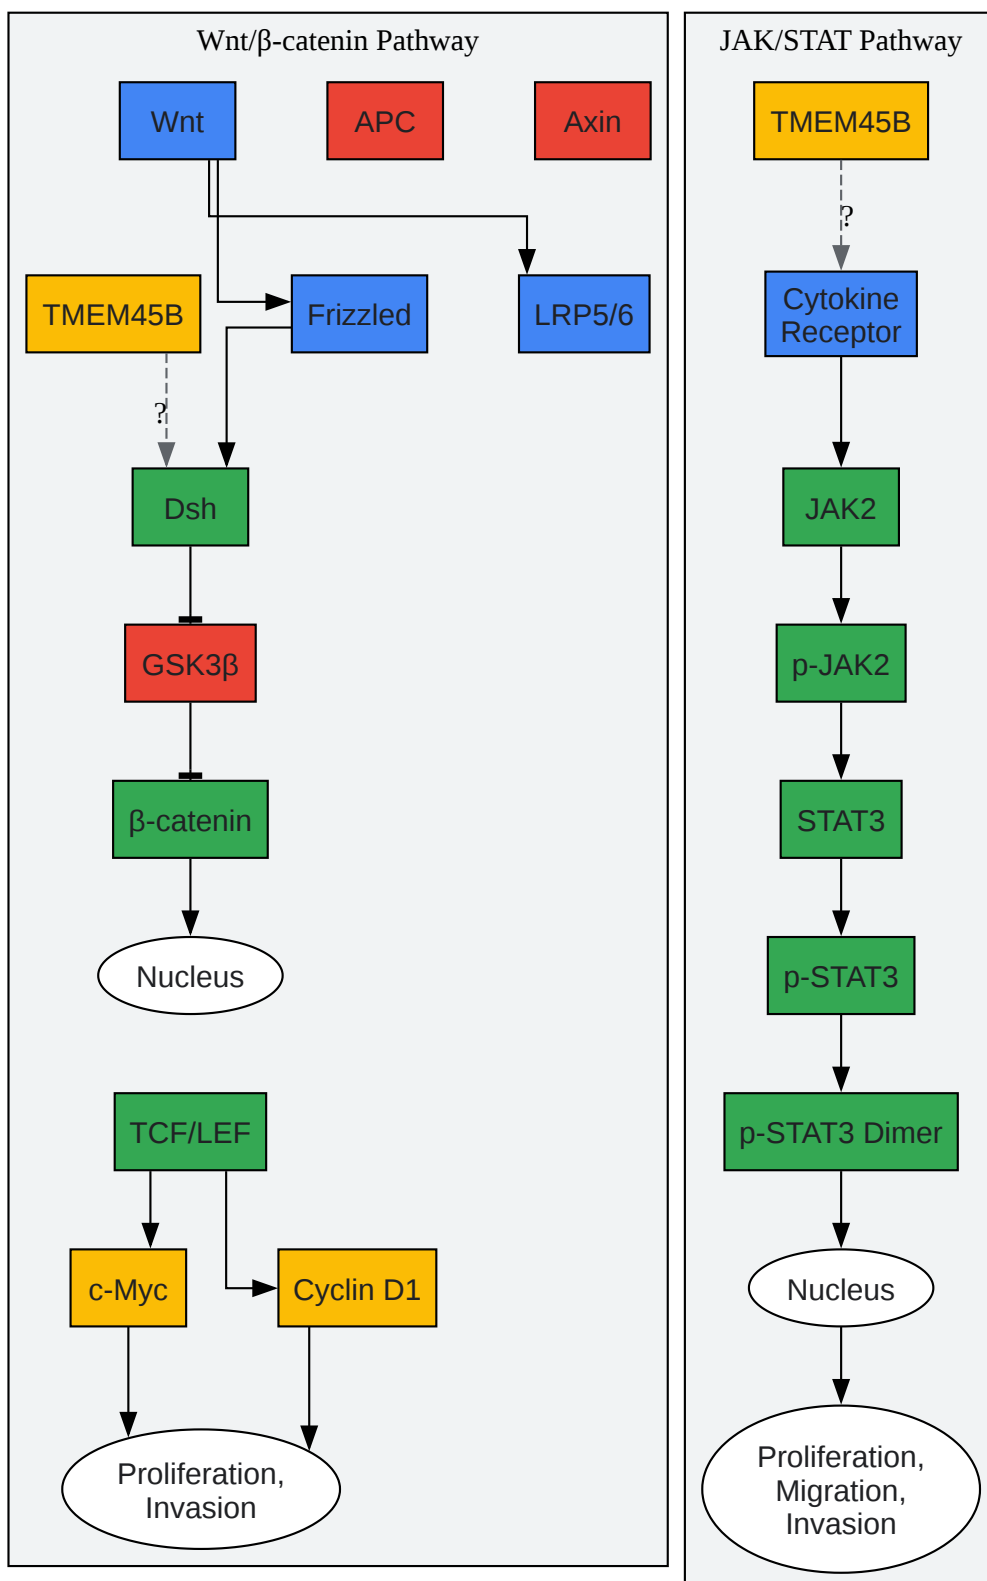 Wnt/β-catenin Pathway
Wnt
APC
Axin
TMEM45B
Frizzled
LRP5/6
?
Dsh
GSK3β
β-catenin
Nucleus
TCF/LEF
c-Myc
Cyclin D1
Proliferation,
Invasion
JAK/STAT Pathway
TMEM45B
?
Cytokine
Receptor
JAK2
p-JAK2
STAT3
p-STAT3
p-STAT3 Dimer
Nucleus
Proliferation,
Migration,
Invasion